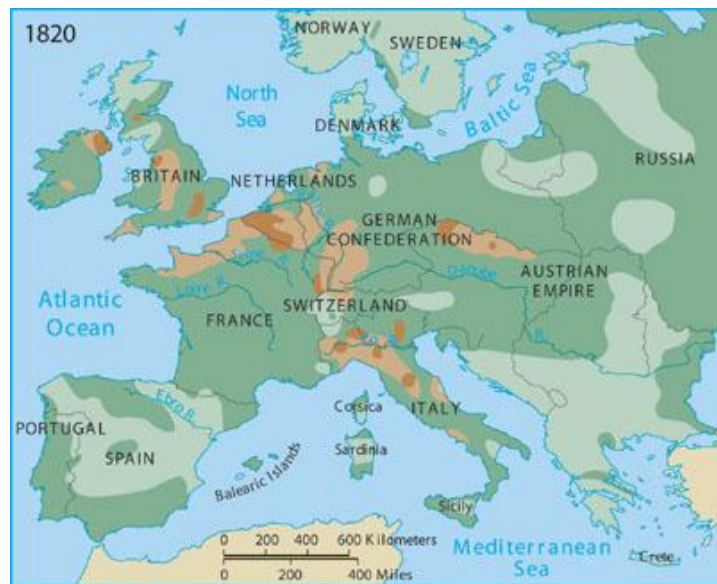 1820
NORWAY
SWEDEN
North
Sea
Baltic Sea
DENMARK
RUSSIA
BRITAIN
NETHERLANDS
GERMAN
CONFEDERATION
Seine R.
Danube
AUSTRIAN
EMPIRE
Loire R.
Atlantic
Ocean
SWITZERLAND
FRANCE
Po R.
Ebro R.
Corsica
ITALY
PORTUGAL
SPAIN
Sardinia
Balearic Islands
Sicily
0 200 400 600 Kilometers
0 200 400 Miles
Mediterranean
Sea
Crete